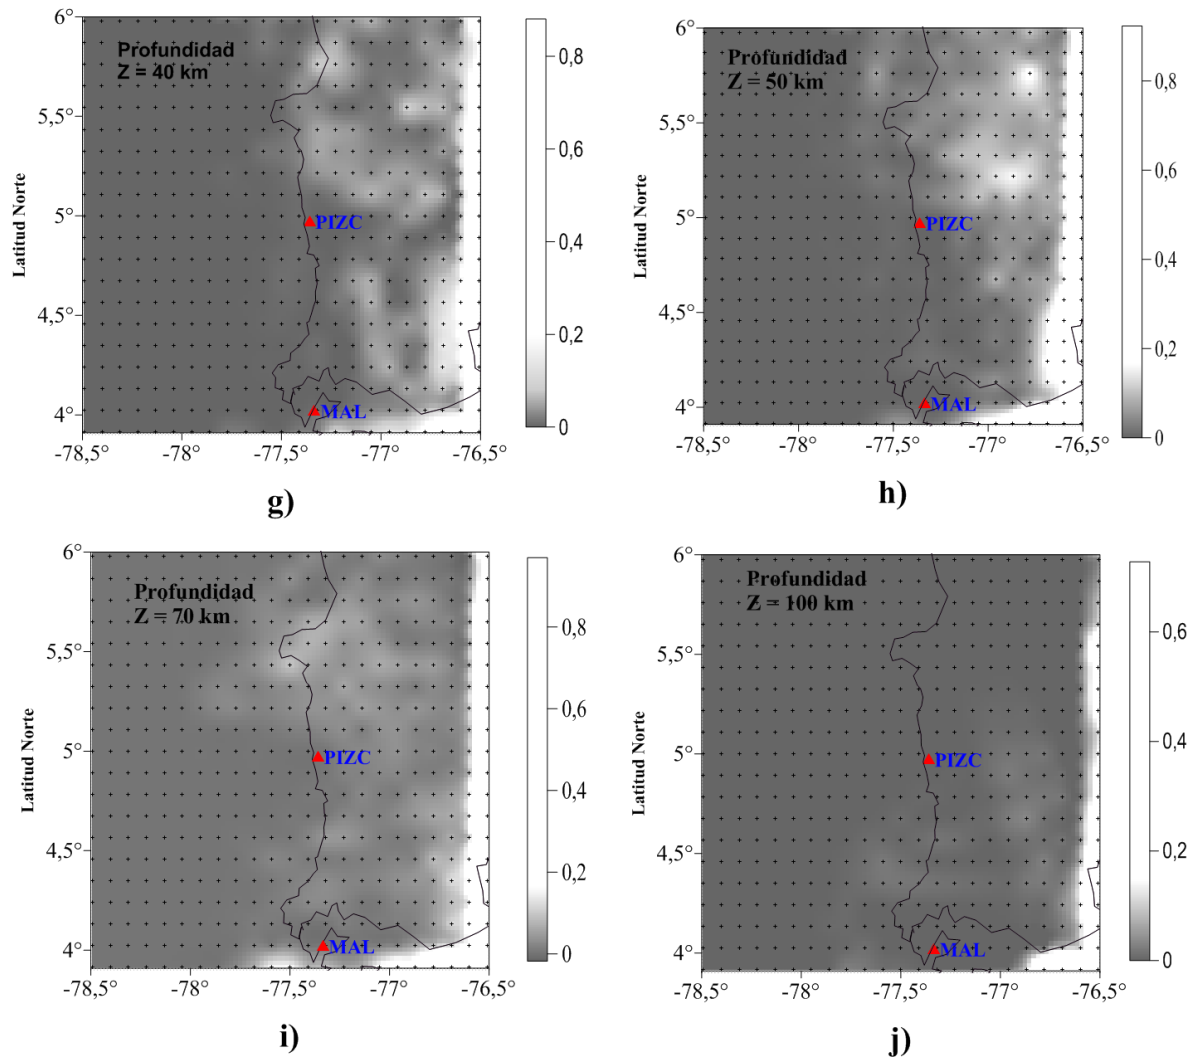 6°
5,5°
5°
4,5°
4°
Latitud Norte
Profundidad
Z = 40 km
PIZC
MAL
-78,5°
-78°
-77,5°
-77°
-76,5°
0,8
0,6
0,4
0,2
0
g)
6°
5,5°
5°
4,5°
4°
Latitud Norte
Profundidad
Z = 50 km
PIZC
MAL
-78,5°
-78°
-77,5°
-77°
-76,5°
0,8
0,6
0,4
0,2
0
h)
6°
5,5°
5°
4,5°
4°
Latitud Norte
Profundidad
Z = 70 km
PIZC
MAL
-78,5°
-78°
-77,5°
-77°
-76,5°
0,8
0,6
0,4
0,2
0
i)
6°
5,5°
5°
4,5°
4°
Latitud Norte
Profundidad
Z = 100 km
PIZC
MAL
-78,5°
-78°
-77,5°
-77°
-76,5°
0,6
0,4
0,2
0
j)